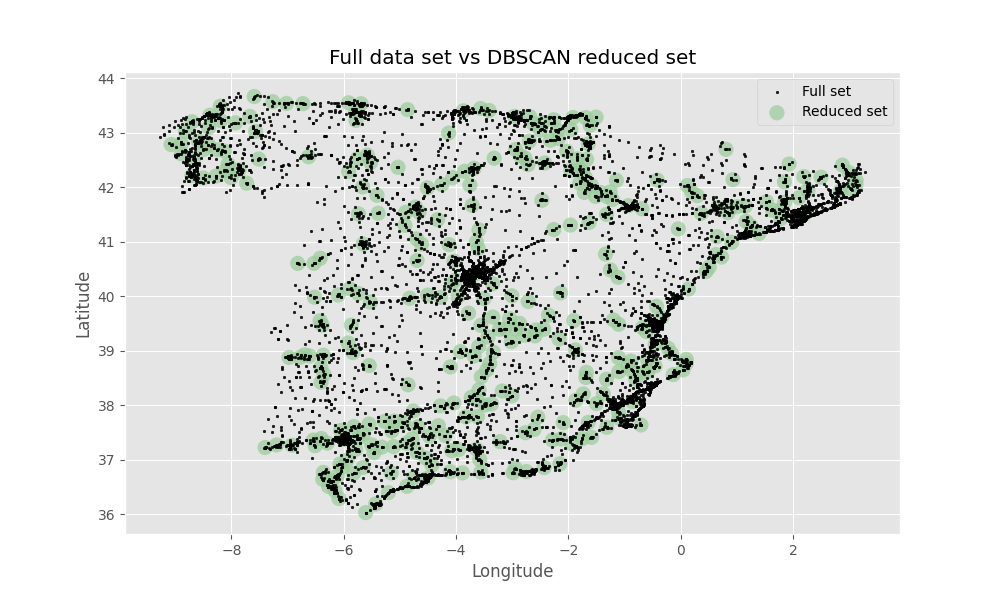 Full data set vs DBSCAN reduced set
Full set
Reduced set
44
43
42
41
40
39
38
37
36
Latitude
−8 −6 −4 −2 0 2
Longitude